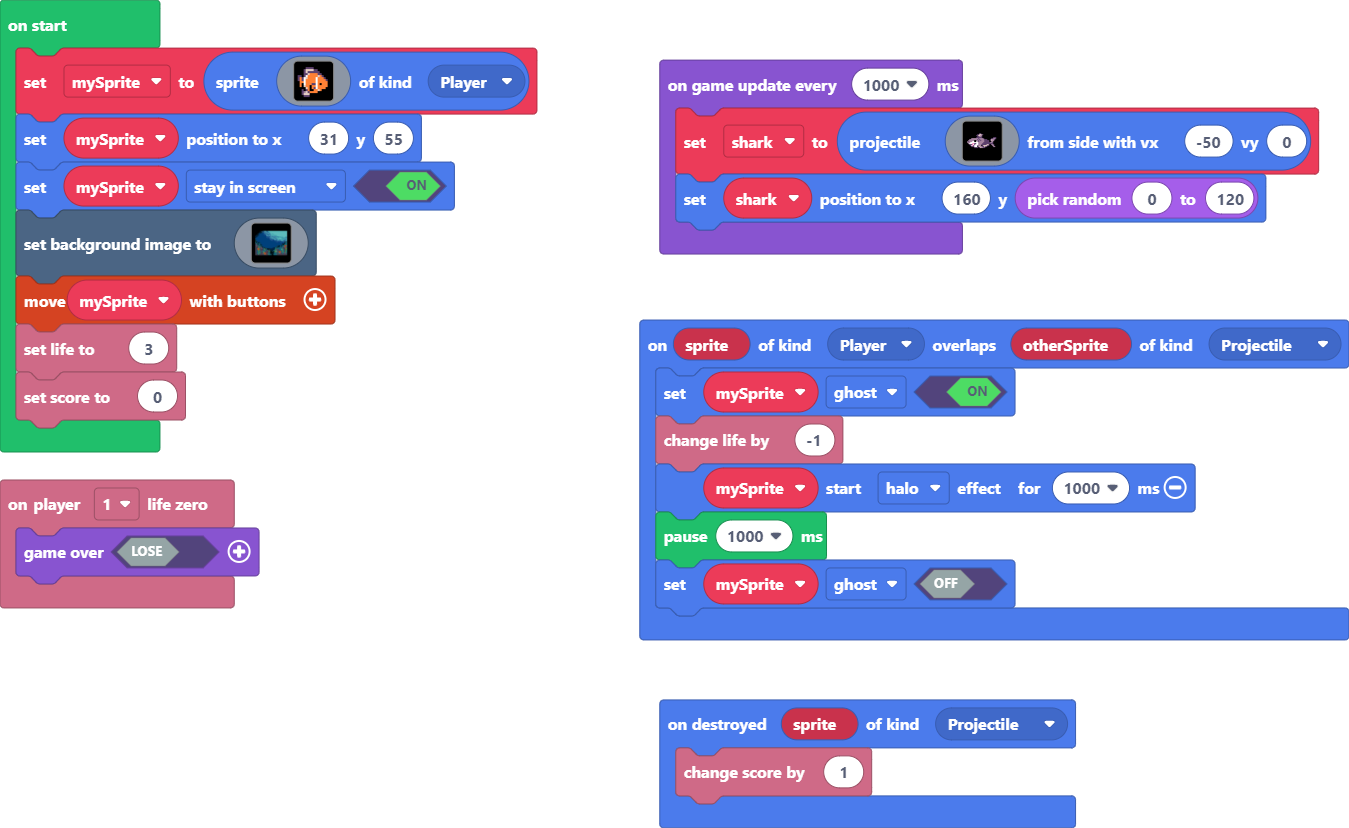 on start
set mySprite to sprite of kind Player
set mySprite position to x 31 y 55
set mySprite stay in screen ON
set background image to
move mySprite with buttons
set life to 3
set score to 0
on player 1 life zero
game over LOSE
on game update every 1000 ms
set shark to projectile from side with vx -50 vy 0
set shark position to x 160 y pick random 0 to 120
on sprite of kind Player overlaps otherSprite of kind Projectile
set mySprite ghost ON
change life by -1
mySprite start halo effect for 1000 ms
pause 1000 ms
set mySprite ghost OFF
on destroyed sprite of kind Projectile
change score by 1